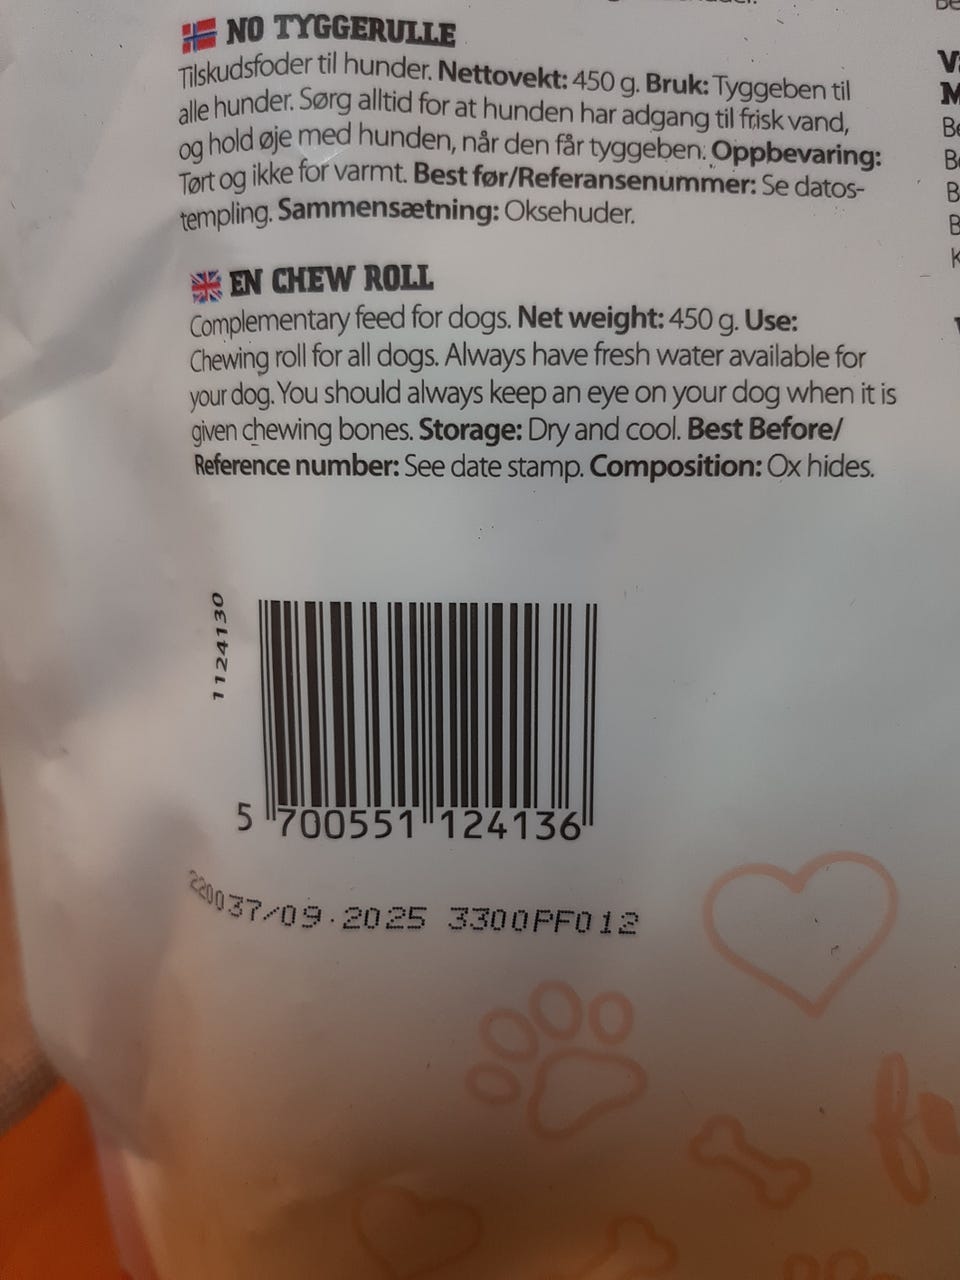 NO TYGGERULLE
Tilskudsfoder til hunder. Nettovekt: 450 g. Bruk: Tyggeben til
alle hunder. Sørg alltid for at hunden har adgang til frisk vand,
og hold øje med hunden, når den får tyggeben. Oppbevaring:
Tørt og ikke for varmt. Best før/Referansenummer: Se datos-
templing. Sammensætning: Oksehuder.
EN CHEW ROLL
Complementary feed for dogs. Net weight: 450 g. Use:
Chewing roll for all dogs. Always have fresh water available for
your dog. You should always keep an eye on your dog when it is
given chewing bones. Storage: Dry and cool. Best Before/
Reference number: See date stamp. Composition: Ox hides.
1124130
5 700551 124136
220037/09.2025 3300PF012